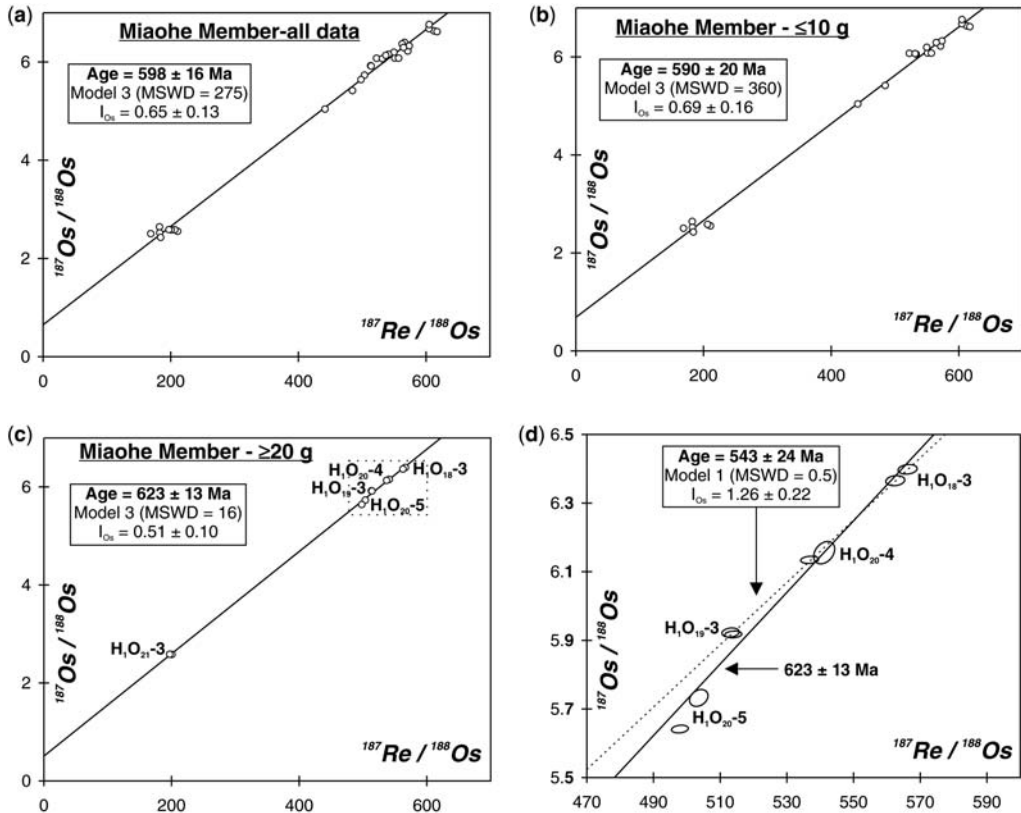 (a)
Miaohe Member-all data
Age = 598 ± 16 Ma
Model 3 (MSWD = 275)
I_Os = 0.65 ± 0.13
6
4
2
0
¹⁸⁷Os / ¹⁸⁸Os
¹⁸⁷Re / ¹⁸⁸Os
0 200 400 600
(b)
Miaohe Member - ≤10 g
Age = 590 ± 20 Ma
Model 3 (MSWD = 360)
I_Os = 0.69 ± 0.16
6
4
2
0
¹⁸⁷Os / ¹⁸⁸Os
¹⁸⁷Re / ¹⁸⁸Os
0 200 400 600
(c)
Miaohe Member - ≥20 g
Age = 623 ± 13 Ma
Model 3 (MSWD = 16)
I_Os = 0.51 ± 0.10
H₁O₂₀-4
H₁O₁₈-3
H₁O₁₉-3
H₁O₂₀-5
H₁O₂₁-3
6
4
2
0
¹⁸⁷Os / ¹⁸⁸Os
¹⁸⁷Re / ¹⁸⁸Os
0 200 400 600
(d)
Age = 543 ± 24 Ma
Model 1 (MSWD = 0.5)
I_Os = 1.26 ± 0.22
H₁O₁₈-3
H₁O₂₀-4
H₁O₁₉-3
623 ± 13 Ma
H₁O₂₀-5
6.5
6.3
6.1
5.9
5.7
5.5
¹⁸⁷Os / ¹⁸⁸Os
¹⁸⁷Re / ¹⁸⁸Os
470 490 510 530 550 570 590